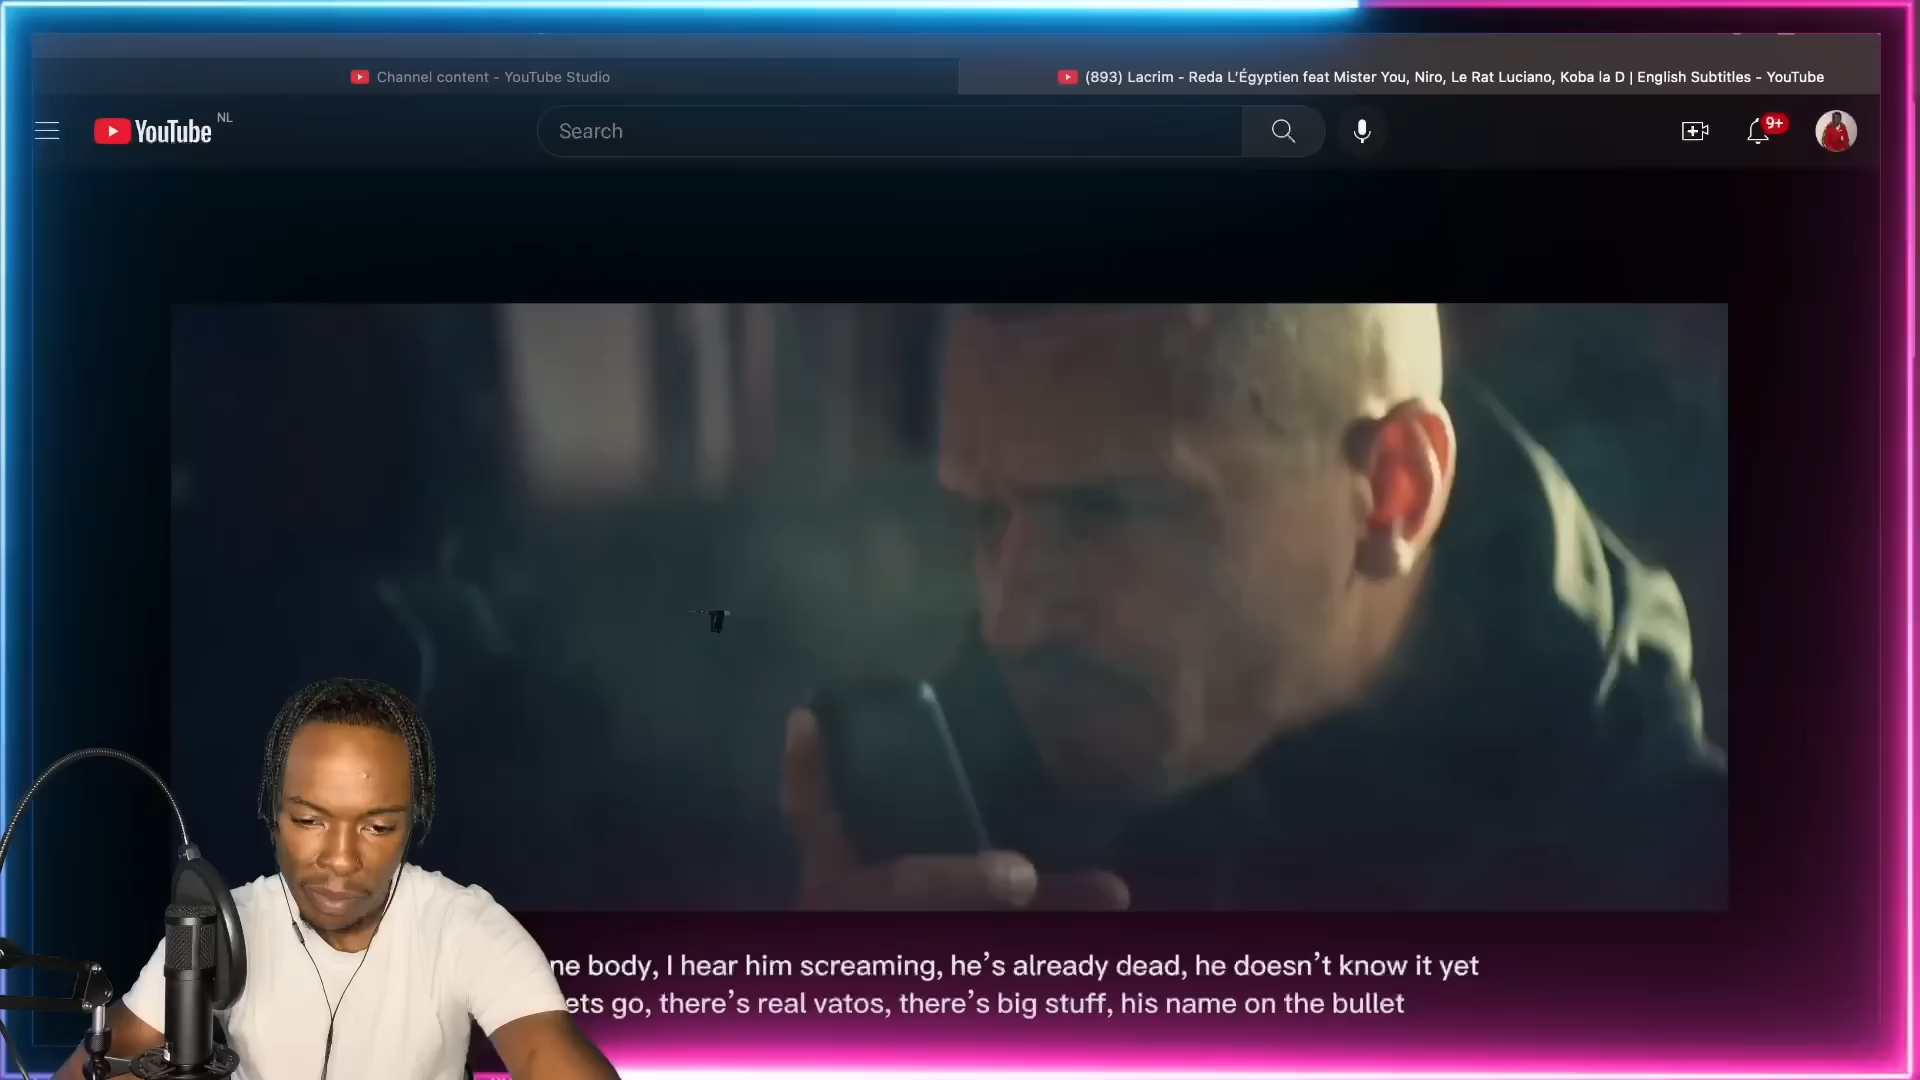 Channel content - YouTube Studio
(893) Lacrim - Reda L’Égyptien feat Mister You, Niro, Le Rat Luciano, Koba la D | English Subtitles - YouTube
YouTube NL
Search
9+
ne body, I hear him screaming, he’s already dead, he doesn’t know it yet
ets go, there’s real vatos, there’s big stuff, his name on the bullet